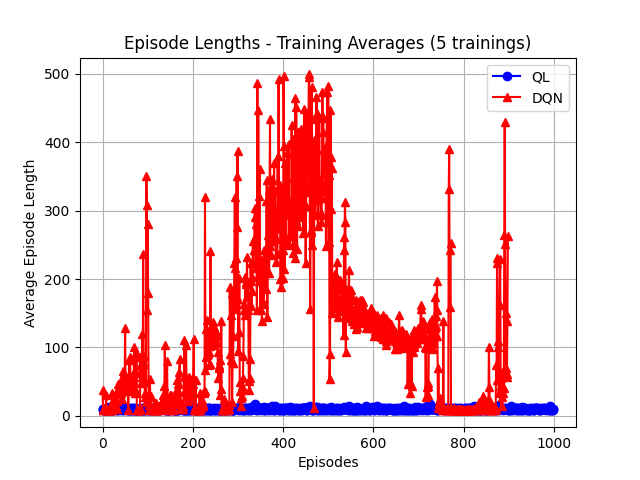 Episode Lengths - Training Averages (5 trainings)
QL
DQN
500
400
300
200
100
0
Average Episode Length
0 200 400 600 800 1000
Episodes